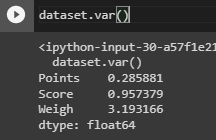 dataset.var()
<ipython-input-30-a57f1e21
dataset.var()
Points 0.285881
Score 0.957379
Weigh 3.193166
dtype: float64